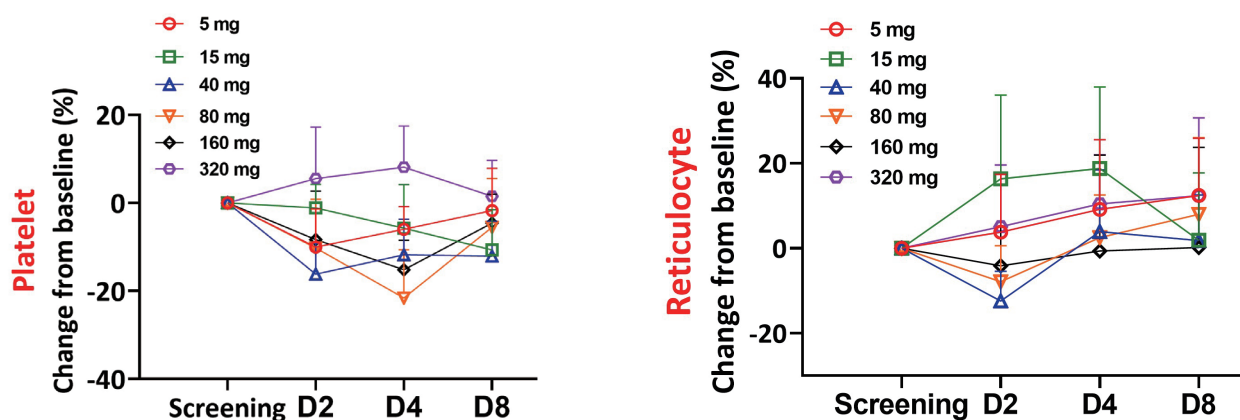 5 mg
15 mg
40 mg
80 mg
160 mg
320 mg
Platelet
Change from baseline (%)
20
0
-20
-40
Screening D2 D4 D8
5 mg
15 mg
40 mg
80 mg
160 mg
320 mg
Reticulocyte
Change from baseline (%)
40
20
0
-20
Screening D2 D4 D8